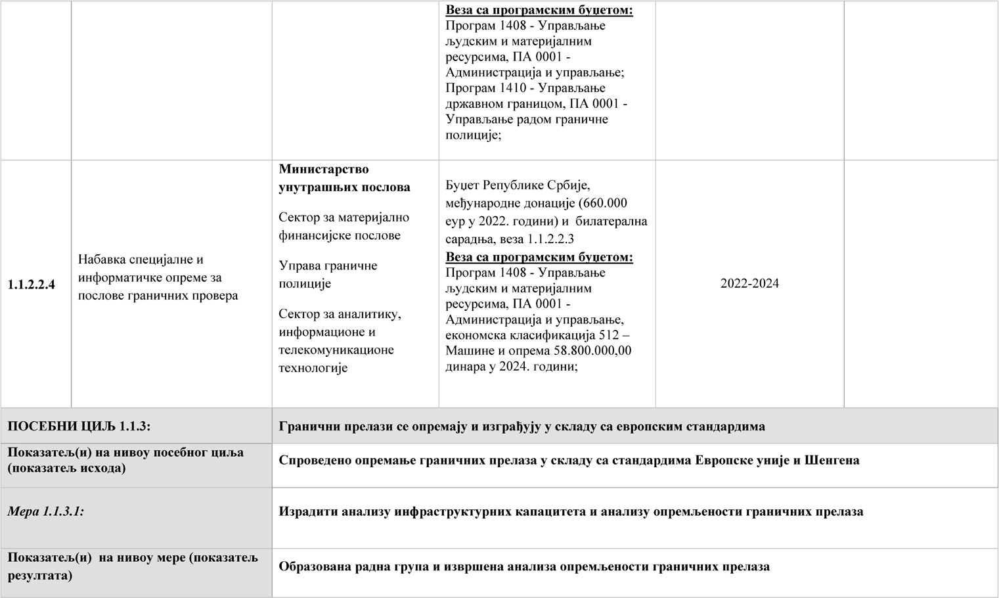 Веза са програмским буџетом:
Програм 1408 - Управљање
људским и материјалним
ресурсима, ПА 0001 -
Администрација и управљање;
Програм 1410 - Управљање
државном границом, ПА 0001 -
Управљање радом граничне
полиције;
1.1.2.2.4
Набавка специјалне и
информатичке опреме за
послове граничних провера
Министарство
унутрашњих послова
Сектор за материјално
финансијске послове
Управа граничне
полиције
Сектор за аналитику,
информационе и
телекомуникационе
технологије
Буџет Републике Србије,
међународне донације (660.000
еур у 2022. години) и  билатерална
сарадња, веза 1.1.2.2.3
Веза са програмским буџетом:
Програм 1408 - Управљање
људским и материјалним
ресурсима, ПА 0001 -
Администрација и управљање,
економска класификација 512 –
Машине и опрема 58.800.000,00
динара у 2024. години;
2022-2024
ПОСЕБНИ ЦИЉ 1.1.3:
Гранични прелази се опремају и изграђују у складу са европским стандардима
Показатељ(и) на нивоу посебног циља
(показатељ исхода)
Спроведено опремање граничних прелаза у складу са стандардима Европске уније и Шенгена
Мера 1.1.3.1:
Израдити анализу инфраструктурних капацитета и анализу опремљености граничних прелаза
Показатељ(и)  на нивоу мере (показатељ
резултата)
Образована радна група и извршена анализа опремљености граничних прелаза